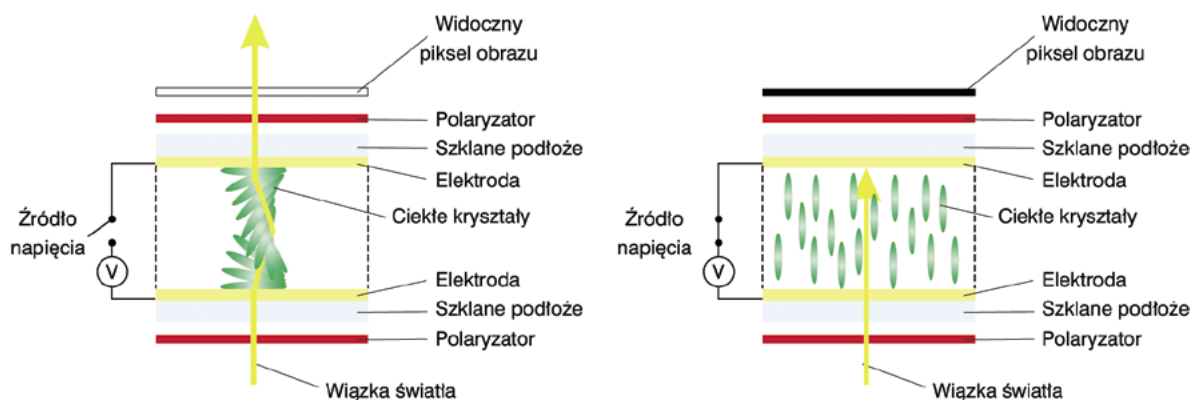 Widoczny
piksel obrazu
Polaryzator
Szklane podłoże
Elektroda
Ciekłe kryształy
Źródło
napięcia
V
Elektroda
Szklane podłoże
Polaryzator
Wiązka światła
Widoczny
piksel obrazu
Polaryzator
Szklane podłoże
Elektroda
Ciekłe kryształy
Źródło
napięcia
V
Elektroda
Szklane podłoże
Polaryzator
Wiązka światła